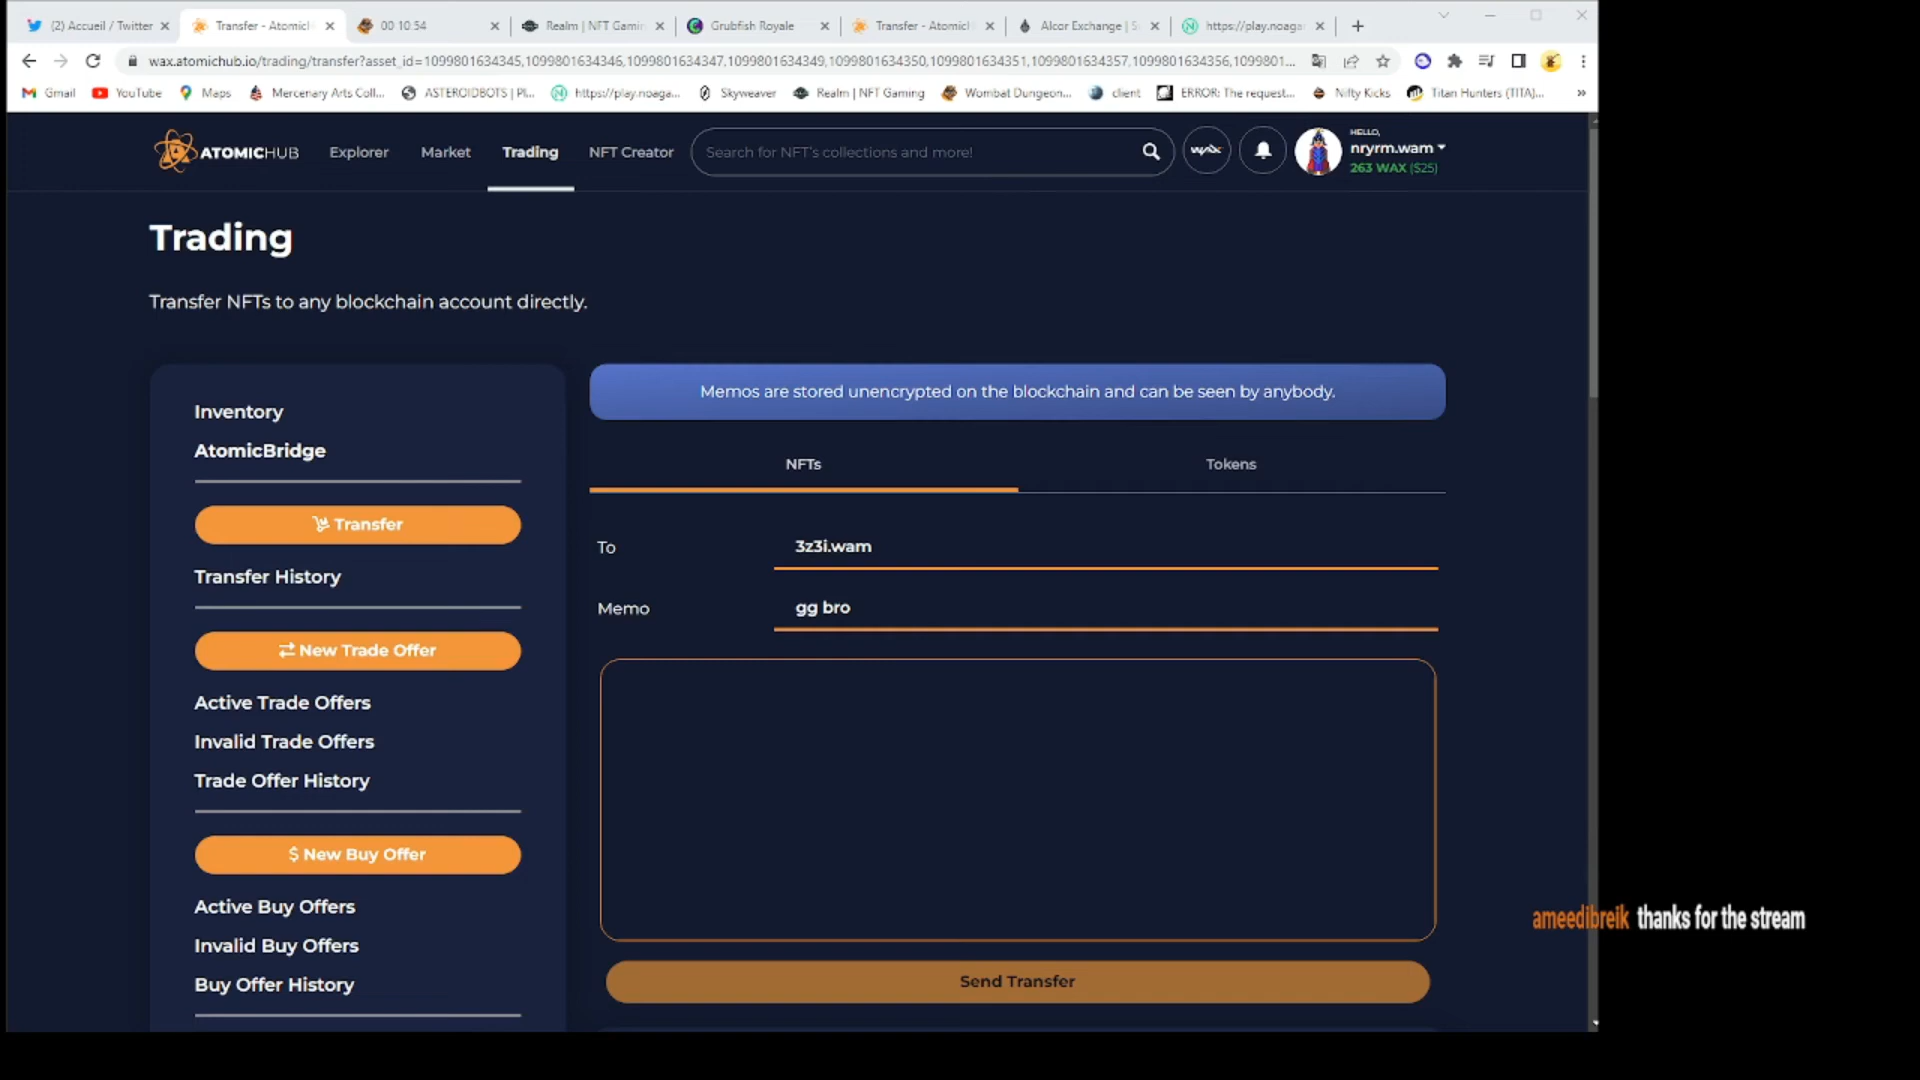 (2) Accueil / Twitter
Transfer - Atomic
00 10:54
Realm | NFT Gamin
Grubfish Royale
Transfer - Atomic
Alcor Exchange | S
https://play.noaga
wax.atomichub.io/trading/transfer?asset_id=1099801634345,1099801634346,1099801634347,1099801634349,1099801634350,1099801634351,1099801634357,1099801634356,1099801...
Gmail
YouTube
Maps
Mercenary Arts Coll...
ASTEROIDBOTS | Pl...
https://play.noaga...
Skyweaver
Realm | NFT Gaming
Wombat Dungeon...
client
ERROR: The request...
Nifty Kicks
Titan Hunters (TITA)...
»
ATOMICHUB
Explorer
Market
Trading
NFT Creator
Search for NFT's collections and more!
wax
HELLO,
nryrm.wam
263 WAX ($25)
Trading
Transfer NFTs to any blockchain account directly.
Inventory
AtomicBridge
Transfer
Transfer History
New Trade Offer
Active Trade Offers
Invalid Trade Offers
Trade Offer History
$ New Buy Offer
Active Buy Offers
Invalid Buy Offers
Buy Offer History
Memos are stored unencrypted on the blockchain and can be seen by anybody.
NFTs
Tokens
To
3z3i.wam
Memo
gg bro
Send Transfer
ameedibreik thanks for the stream